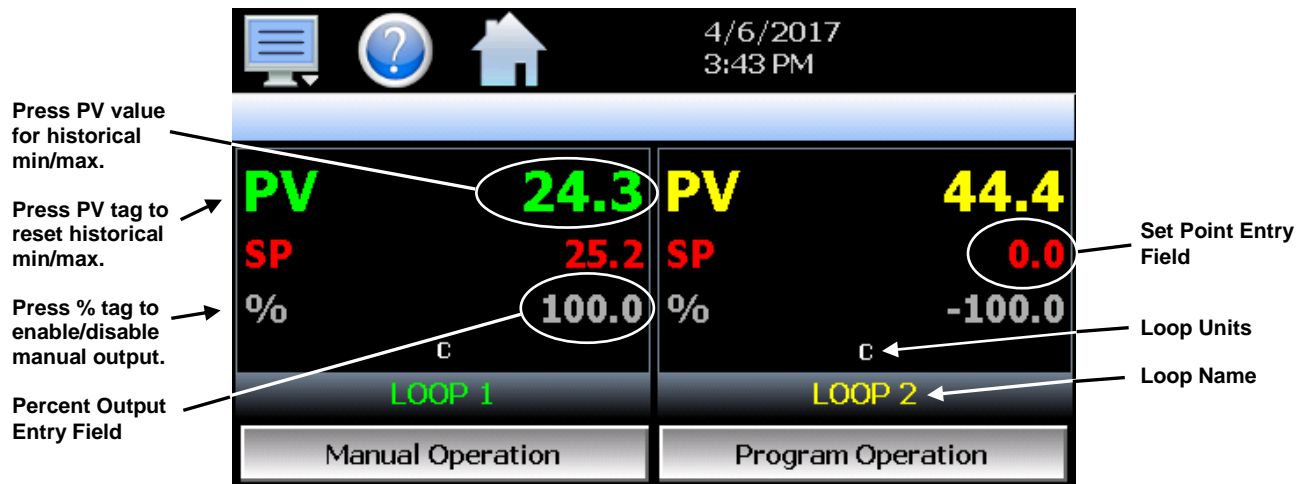 4/6/2017
3:43 PM
Press PV value
for historical
min/max.
Press PV tag to
reset historical
min/max.
Press % tag to
enable/disable
manual output.
Percent Output
Entry Field
PV 24.3
SP 25.2
% 100.0
C
LOOP 1
Manual Operation
PV 44.4
SP 0.0
% -100.0
C
LOOP 2
Program Operation
Set Point Entry
Field
Loop Units
Loop Name